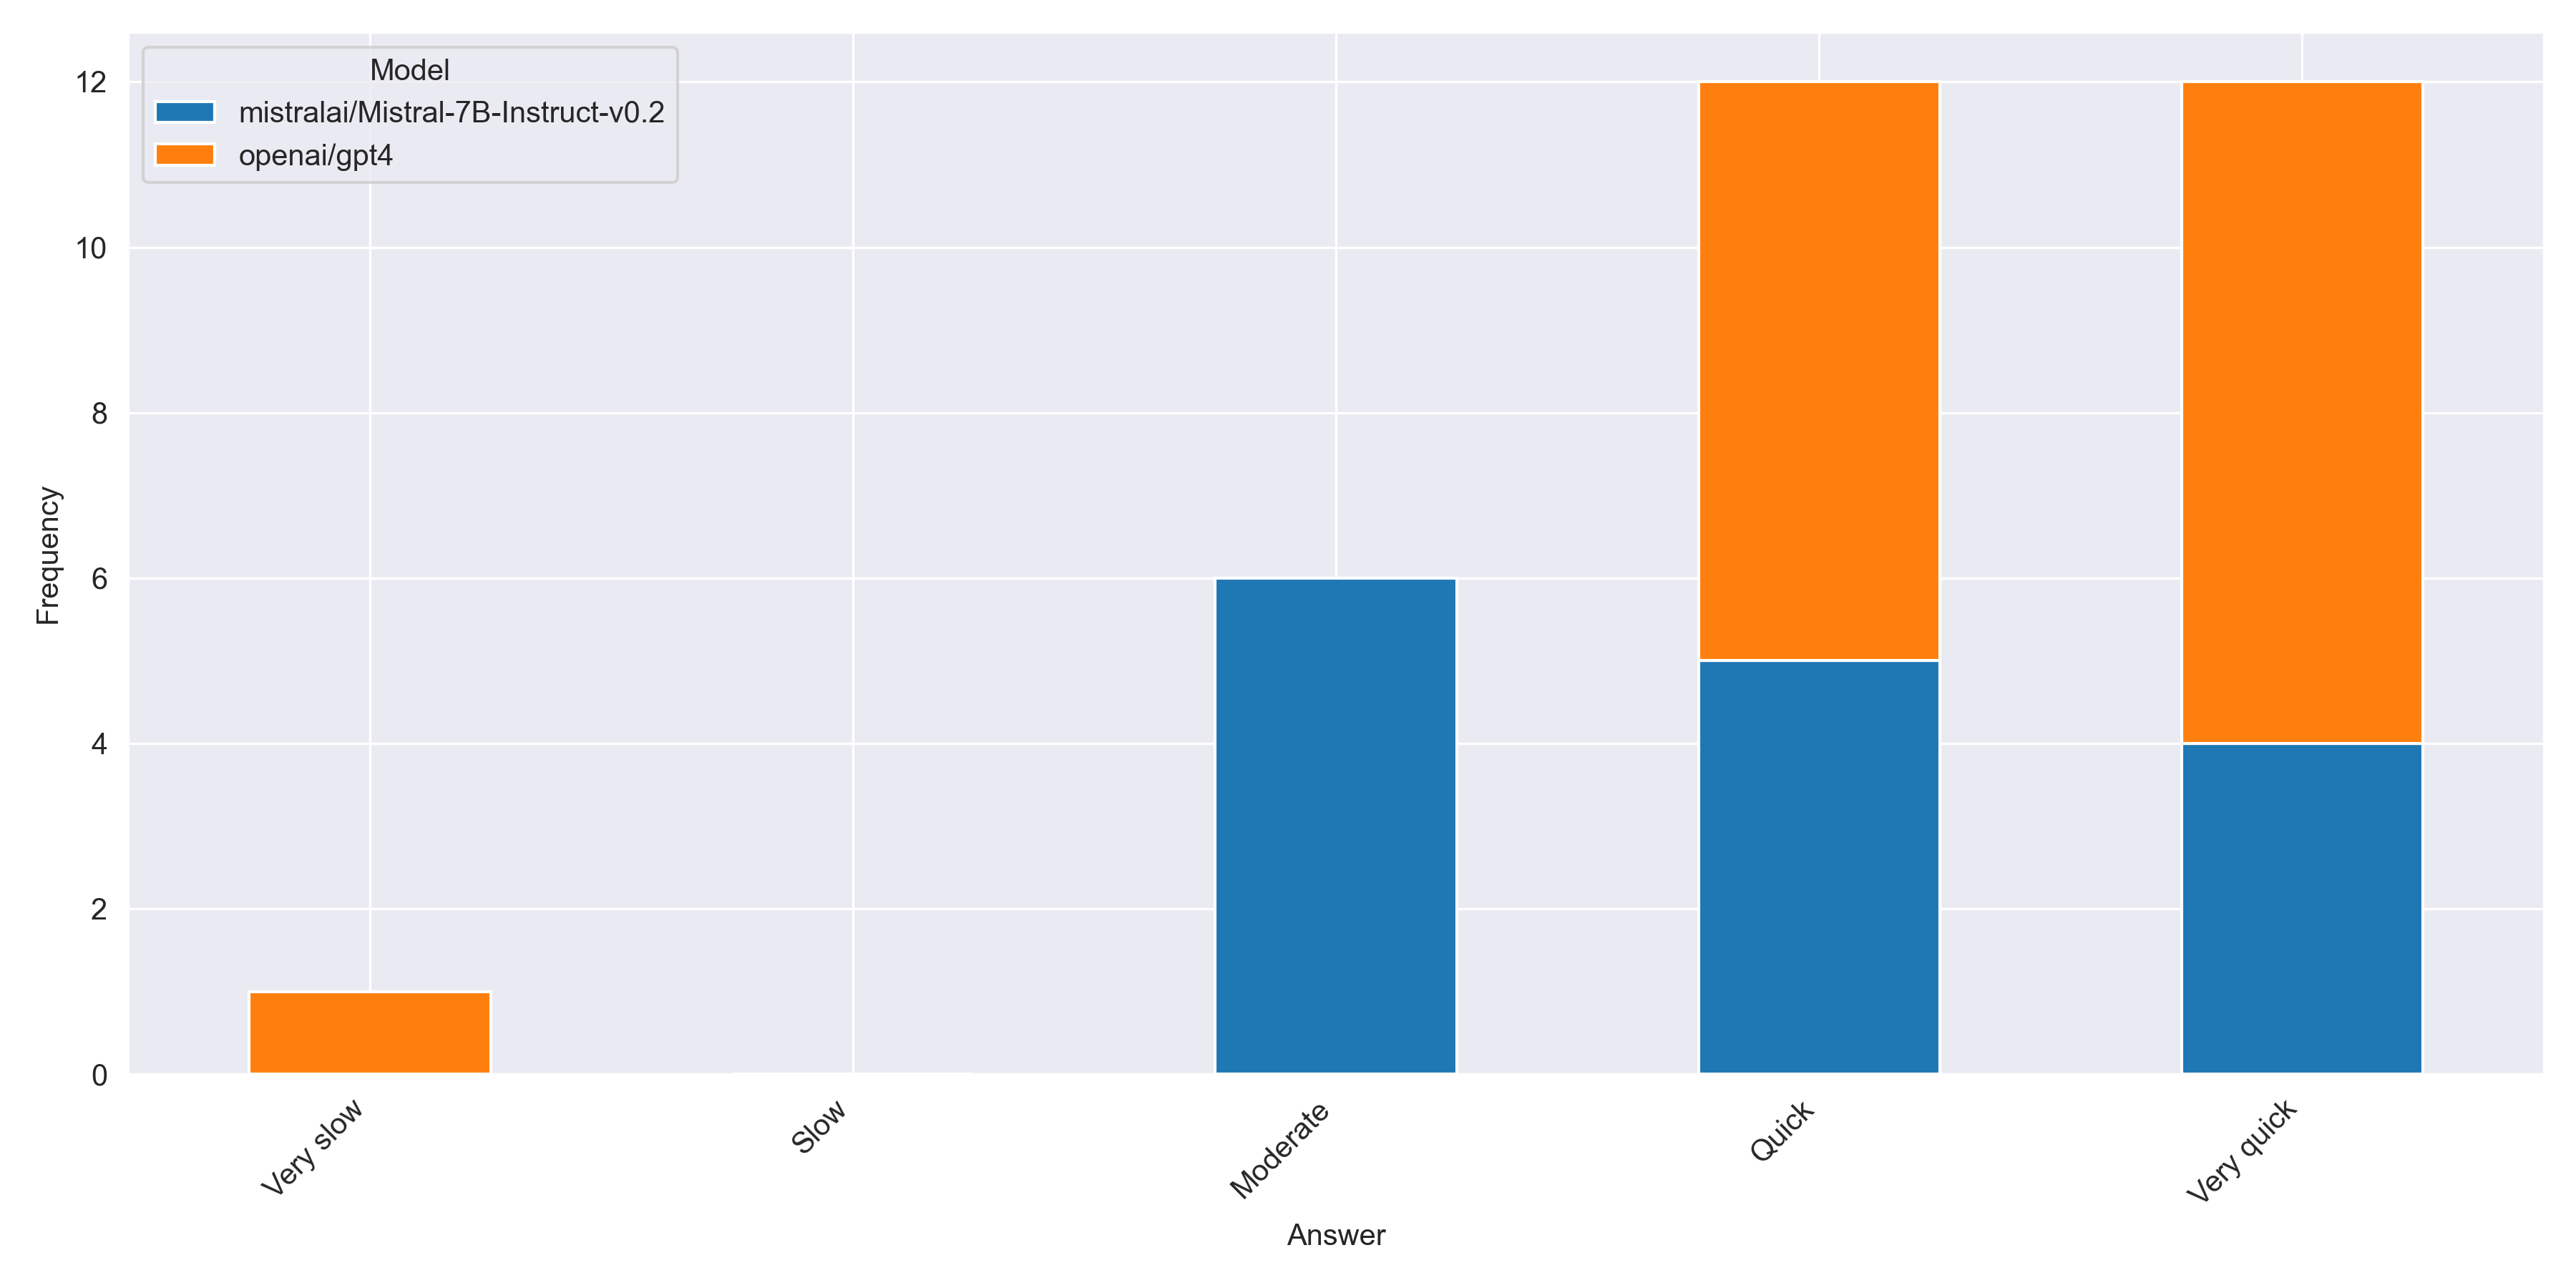 Model
mistralai/Mistral-7B-Instruct-v0.2
openai/gpt4
12
10
8
6
4
2
0
Frequency
Very slow
Slow
Moderate
Quick
Very quick
Answer